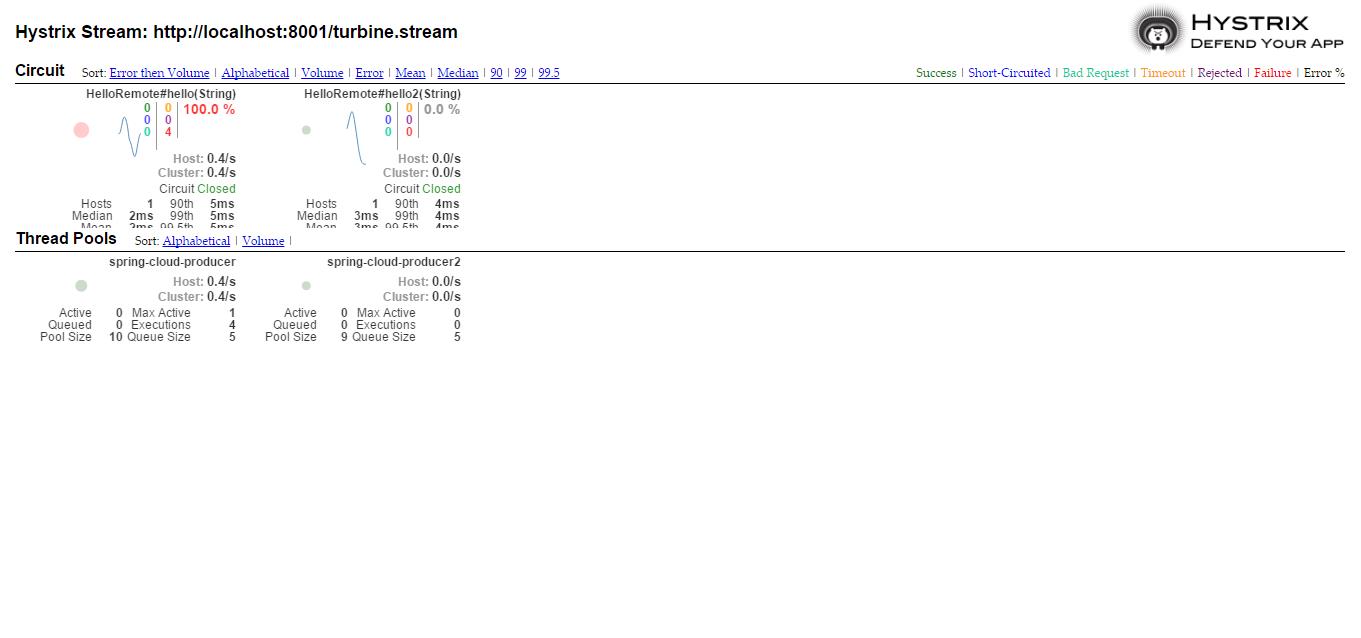 Hystrix Stream: http://localhost:8001/turbine.stream
HYSTRIX
DEFEND YOUR APP
Circuit Sort: Error then Volume | Alphabetical | Volume | Error | Mean | Median | 90 | 99 | 99.5
Success | Short-Circuited | Bad Request | Timeout | Rejected | Failure | Error %
HelloRemote#hello(String) HelloRemote#hello2(String)
0 0 100.0 % 0 0 0.0 %
0 0 0 0
0 4 0 0
Host: 0.4/s Host: 0.0/s
Cluster: 0.4/s Cluster: 0.0/s
Circuit Closed Circuit Closed
Hosts 1 90th 5ms Hosts 1 90th 4ms
Median 2ms 99th 5ms Median 3ms 99th 4ms
Mean 2ms 99.5th 5ms Mean 3ms 99.5th 4ms
Thread Pools Sort: Alphabetical | Volume |
spring-cloud-producer spring-cloud-producer2
Host: 0.4/s Host: 0.0/s
Cluster: 0.4/s Cluster: 0.0/s
Active 0 Max Active 1 Active 0 Max Active 0
Queued 0 Executions 4 Queued 0 Executions 0
Pool Size 10 Queue Size 5 Pool Size 9 Queue Size 5